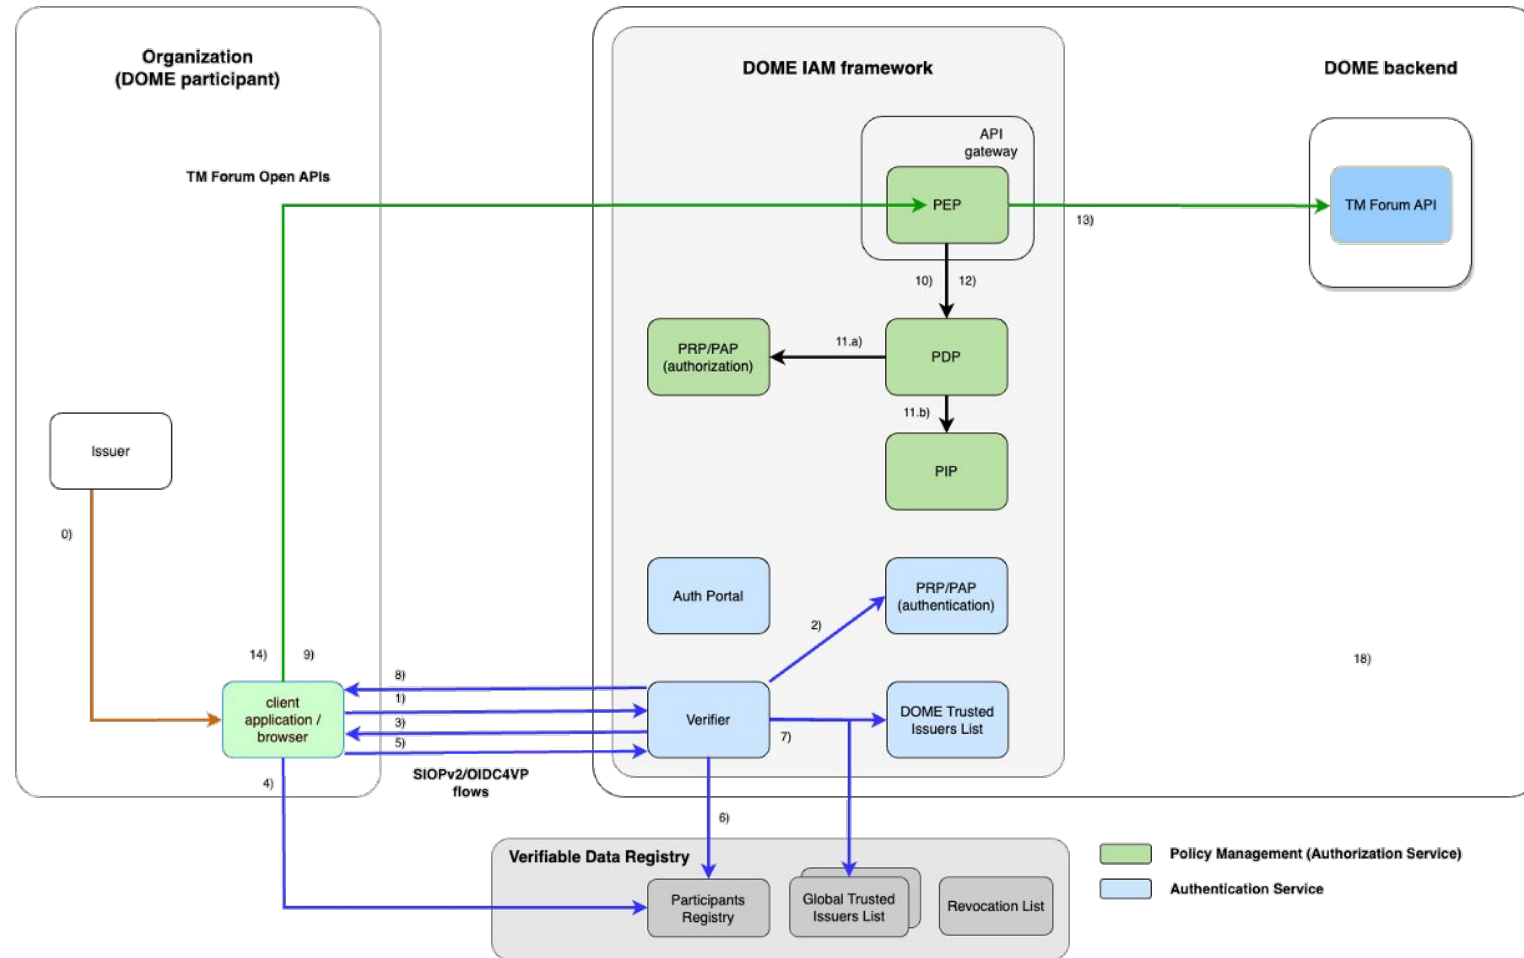 Organization
(DOME participant)
DOME IAM framework
DOME backend
API
gateway
TM Forum Open APIs
PEP
13)
TM Forum API
10)
12)
PRP/PAP
(authorization)
11.a)
PDP
11.b)
PIP
Issuer
0)
Auth Portal
PRP/PAP
(authentication)
2)
14)
9)
18)
8)
1)
3)
5)
client
application /
browser
Verifier
7)
DOME Trusted
Issuers List
SIOPv2/OIDC4VP
flows
4)
6)
Verifiable Data Registry
Participants
Registry
Global Trusted
Issuers List
Revocation List
Policy Management (Authorization Service)
Authentication Service